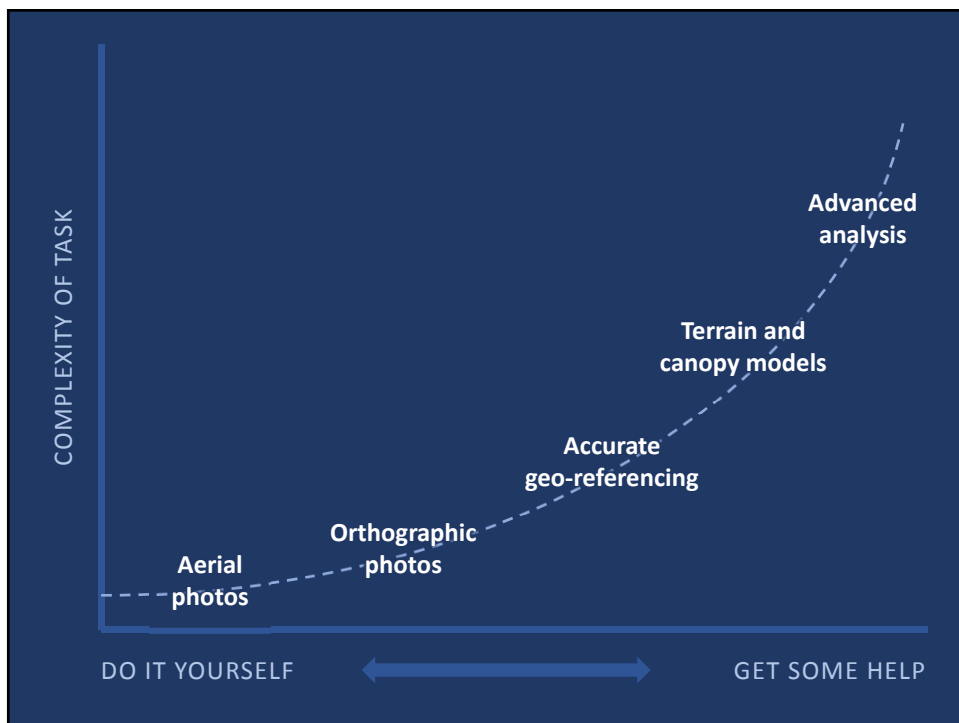 COMPLEXITY OF TASK
Advanced
analysis
Terrain and
canopy models
Accurate
geo-referencing
Orthographic
photos
Aerial
photos
DO IT YOURSELF
GET SOME HELP